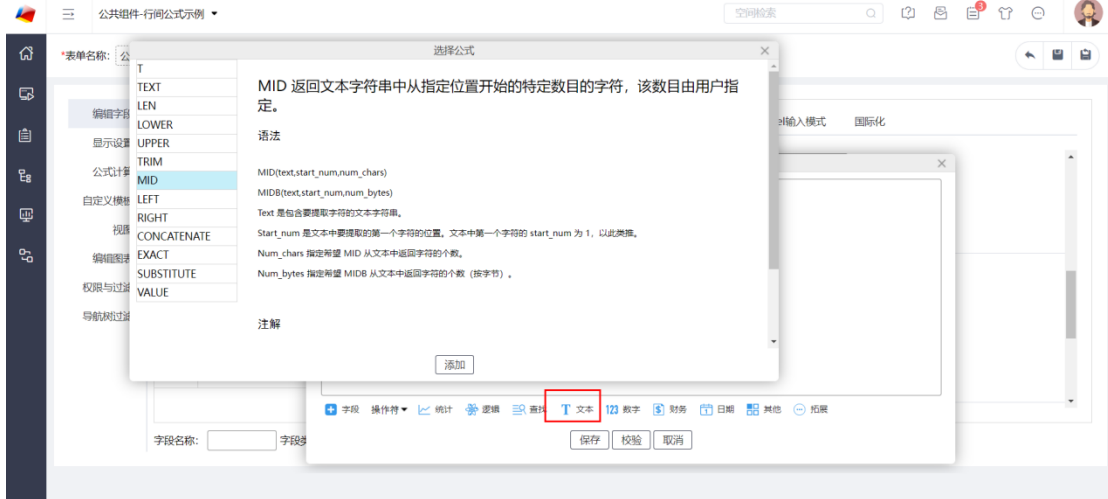 公共组件-行间公式示例
空间检索
3
*表单名称: 公
选择公式
T
TEXT
LEN
LOWER
UPPER
TRIM
MID
LEFT
RIGHT
CONCATENATE
EXACT
SUBSTITUTE
VALUE
MID 返回文本字符串中从指定位置开始的特定数目的字符，该数目由用户指
定。
语法
MID(text,start_num,num_chars)
MIDB(text,start_num,num_bytes)
Text 是包含要提取字符的文本字符串。
Start_num 是文本中要提取的第一个字符的位置。文本中第一个字符的 start_num 为 1，以此类推。
Num_chars 指定希望 MID 从文本中返回字符的个数。
Num_bytes 指定希望 MIDB 从文本中返回字符的个数（按字节）。
注解
添加
编辑字段
显示设置
公式计算
自定义模板
视图
编辑图表
权限与过滤
导航树过滤
el输入模式 国际化
字段 操作符 统计 逻辑 查找 T 文本 123 数字 财务 日期 其他 拓展
保存 校验 取消
字段名称: 字段类